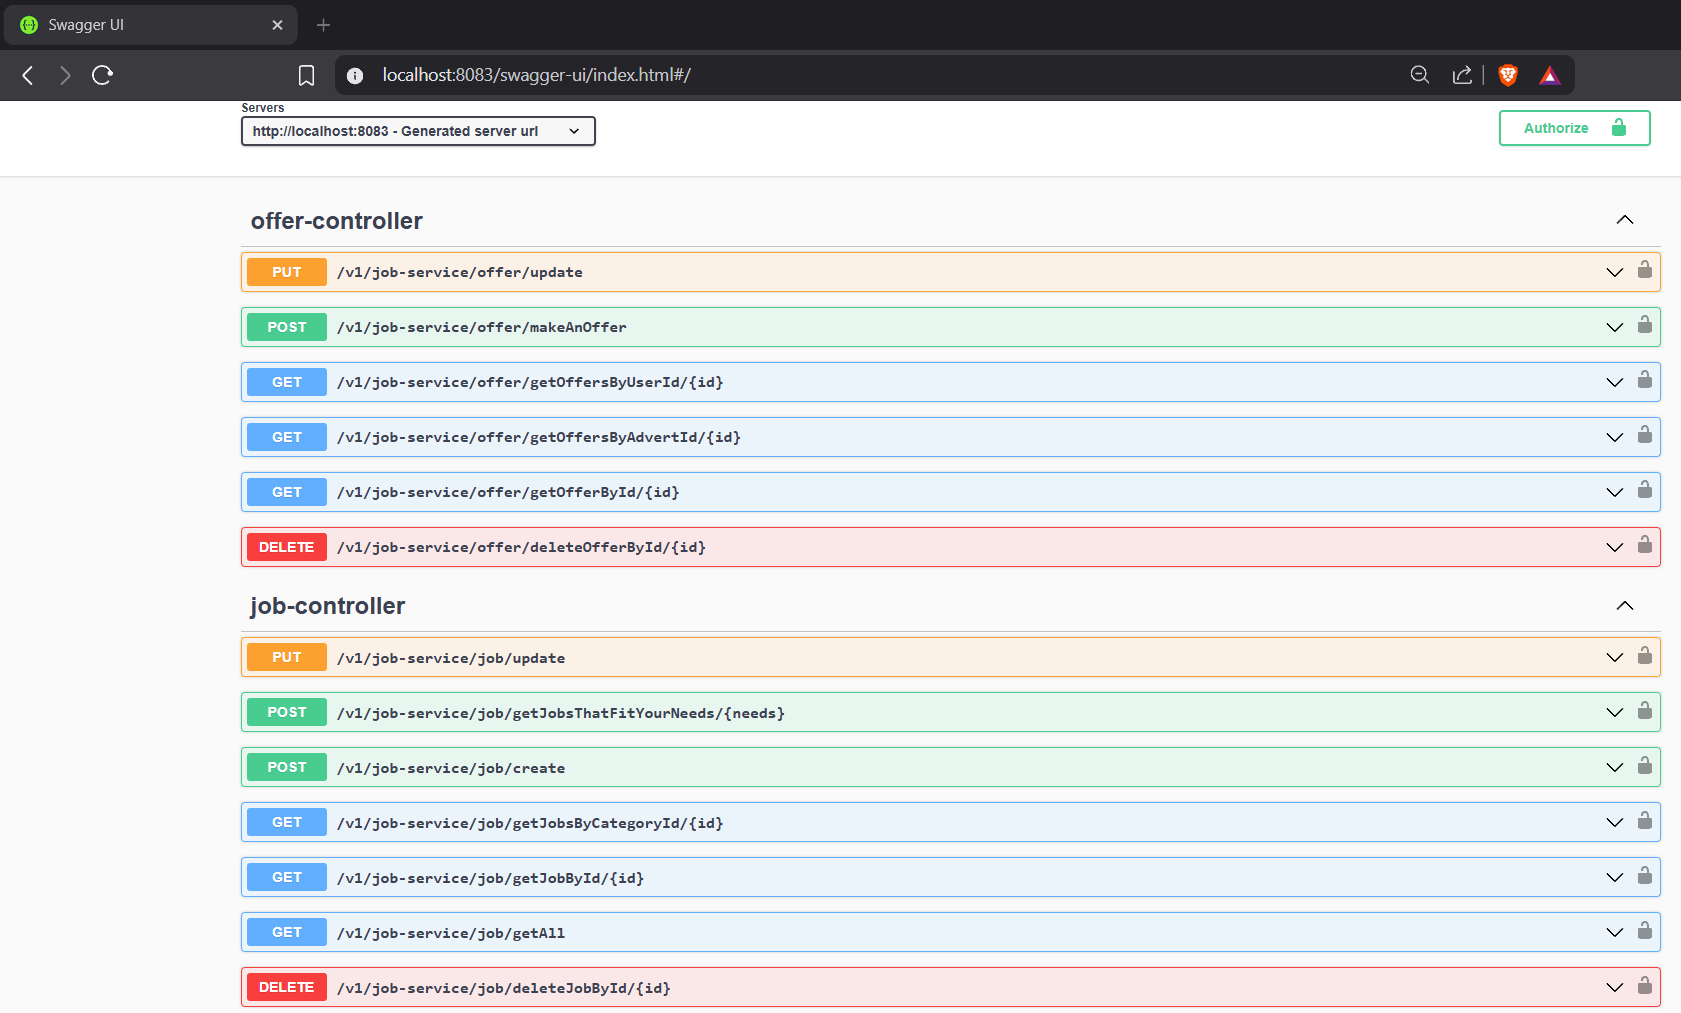 Swagger UI
localhost:8083/swagger-ui/index.html#/
Servers
http://localhost:8083 - Generated server url
Authorize
offer-controller
PUT /v1/job-service/offer/update
POST /v1/job-service/offer/makeAnOffer
GET /v1/job-service/offer/getOffersByUserId/{id}
GET /v1/job-service/offer/getOffersByAdvertId/{id}
GET /v1/job-service/offer/getOfferById/{id}
DELETE /v1/job-service/offer/deleteOfferById/{id}
job-controller
PUT /v1/job-service/job/update
POST /v1/job-service/job/getJobsThatFitYourNeeds/{needs}
POST /v1/job-service/job/create
GET /v1/job-service/job/getJobsByCategoryId/{id}
GET /v1/job-service/job/getJobById/{id}
GET /v1/job-service/job/getAll
DELETE /v1/job-service/job/deleteJobById/{id}